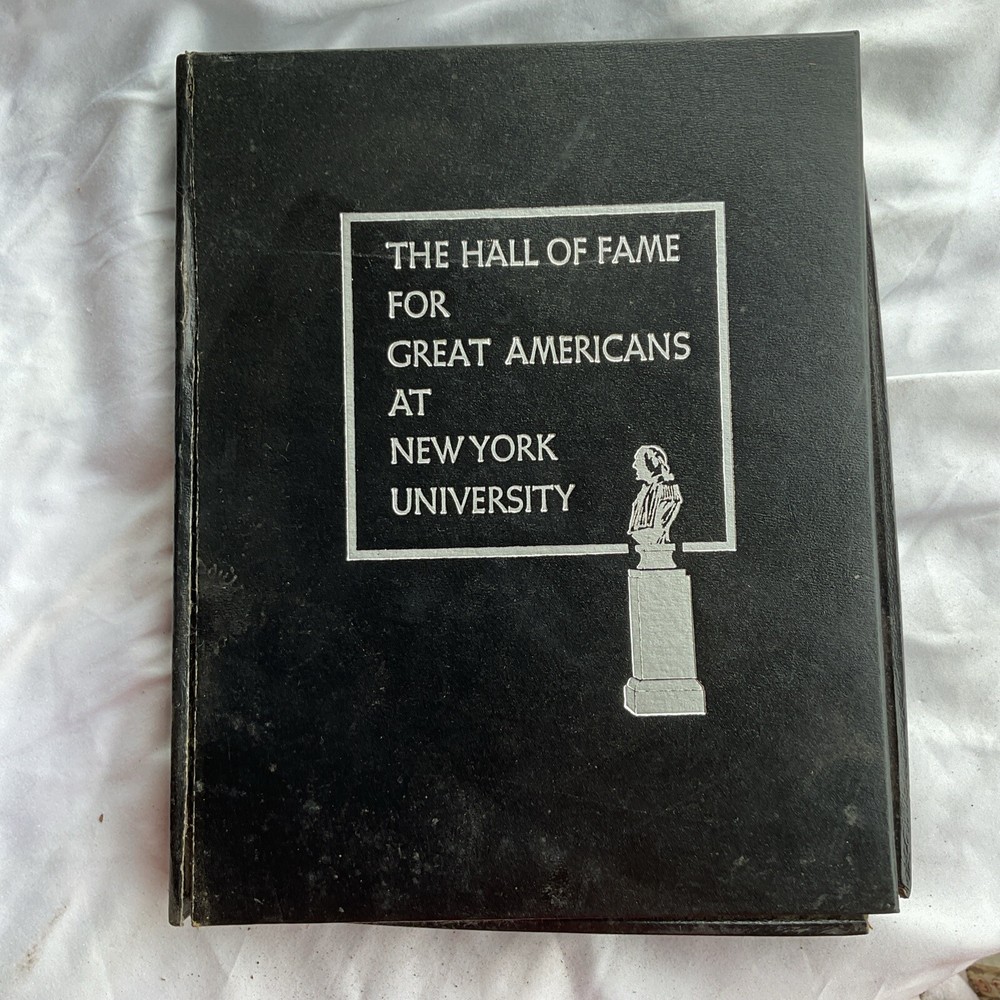 THE HALL OF FAME
FOR
GREAT AMERICANS
AT
NEW YORK
UNIVERSITY